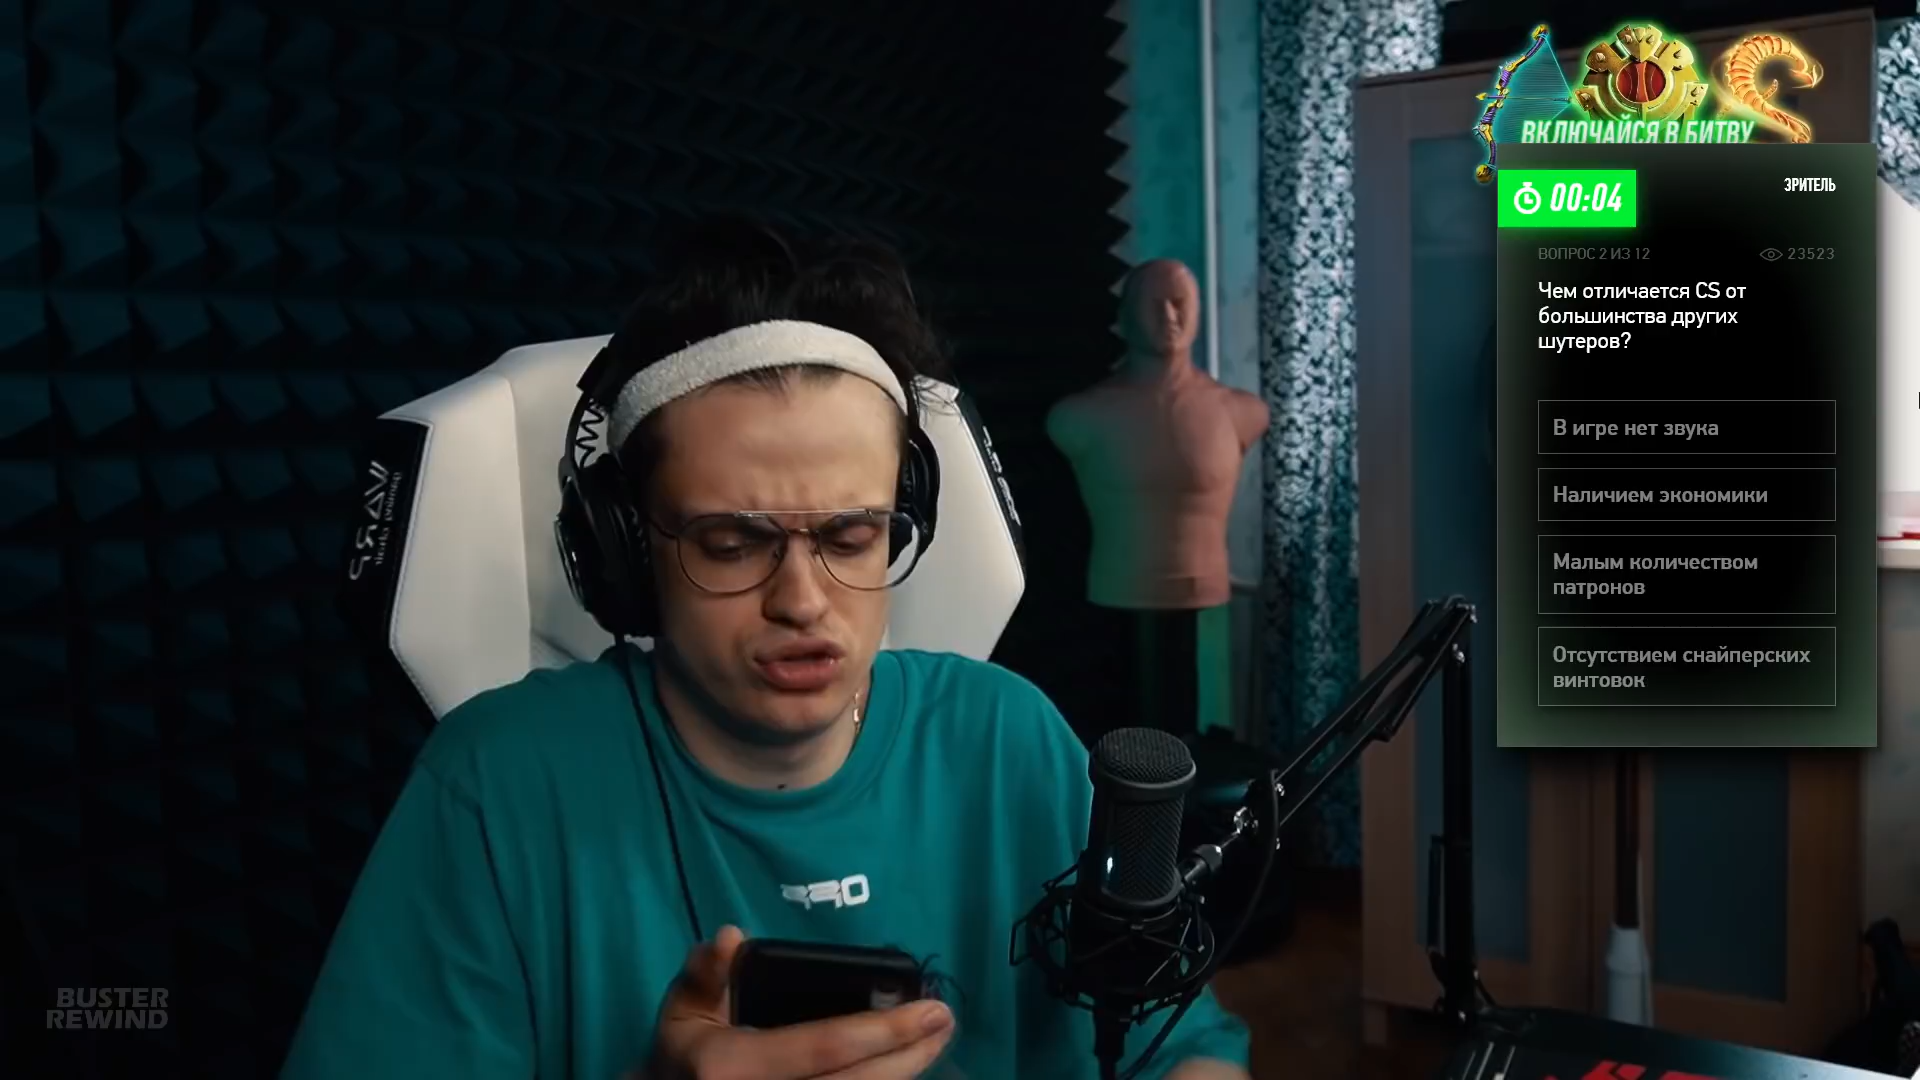 ВКЛЮЧАЙСЯ В БИТВУ
00:04
ЗРИТЕЛЬ
ВОПРОС 2 ИЗ 12
23523
Чем отличается CS от
большинства других
шутеров?
В игре нет звука
Наличием экономики
Малым количеством
патронов
Отсутствием снайперских
винтовок
WARP
BUSTER
REWIND